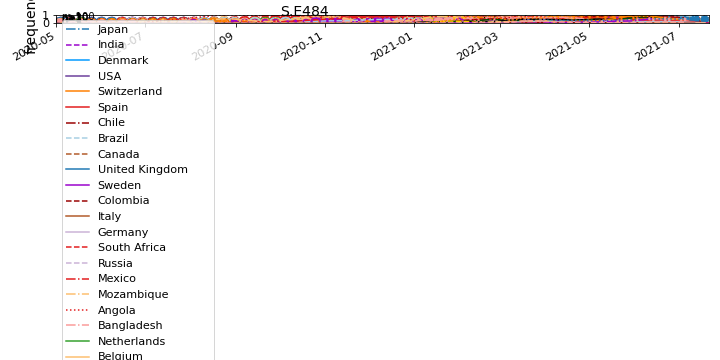 S.E484
1
0
2020-05
2020-07
2020-09
2020-11
2021-01
2021-03
2021-05
2021-07
Japan
India
Denmark
USA
Switzerland
Spain
Chile
Brazil
Canada
United Kingdom
Sweden
Colombia
Italy
Germany
South Africa
Russia
Mexico
Mozambique
Angola
Bangladesh
Netherlands
Belgium